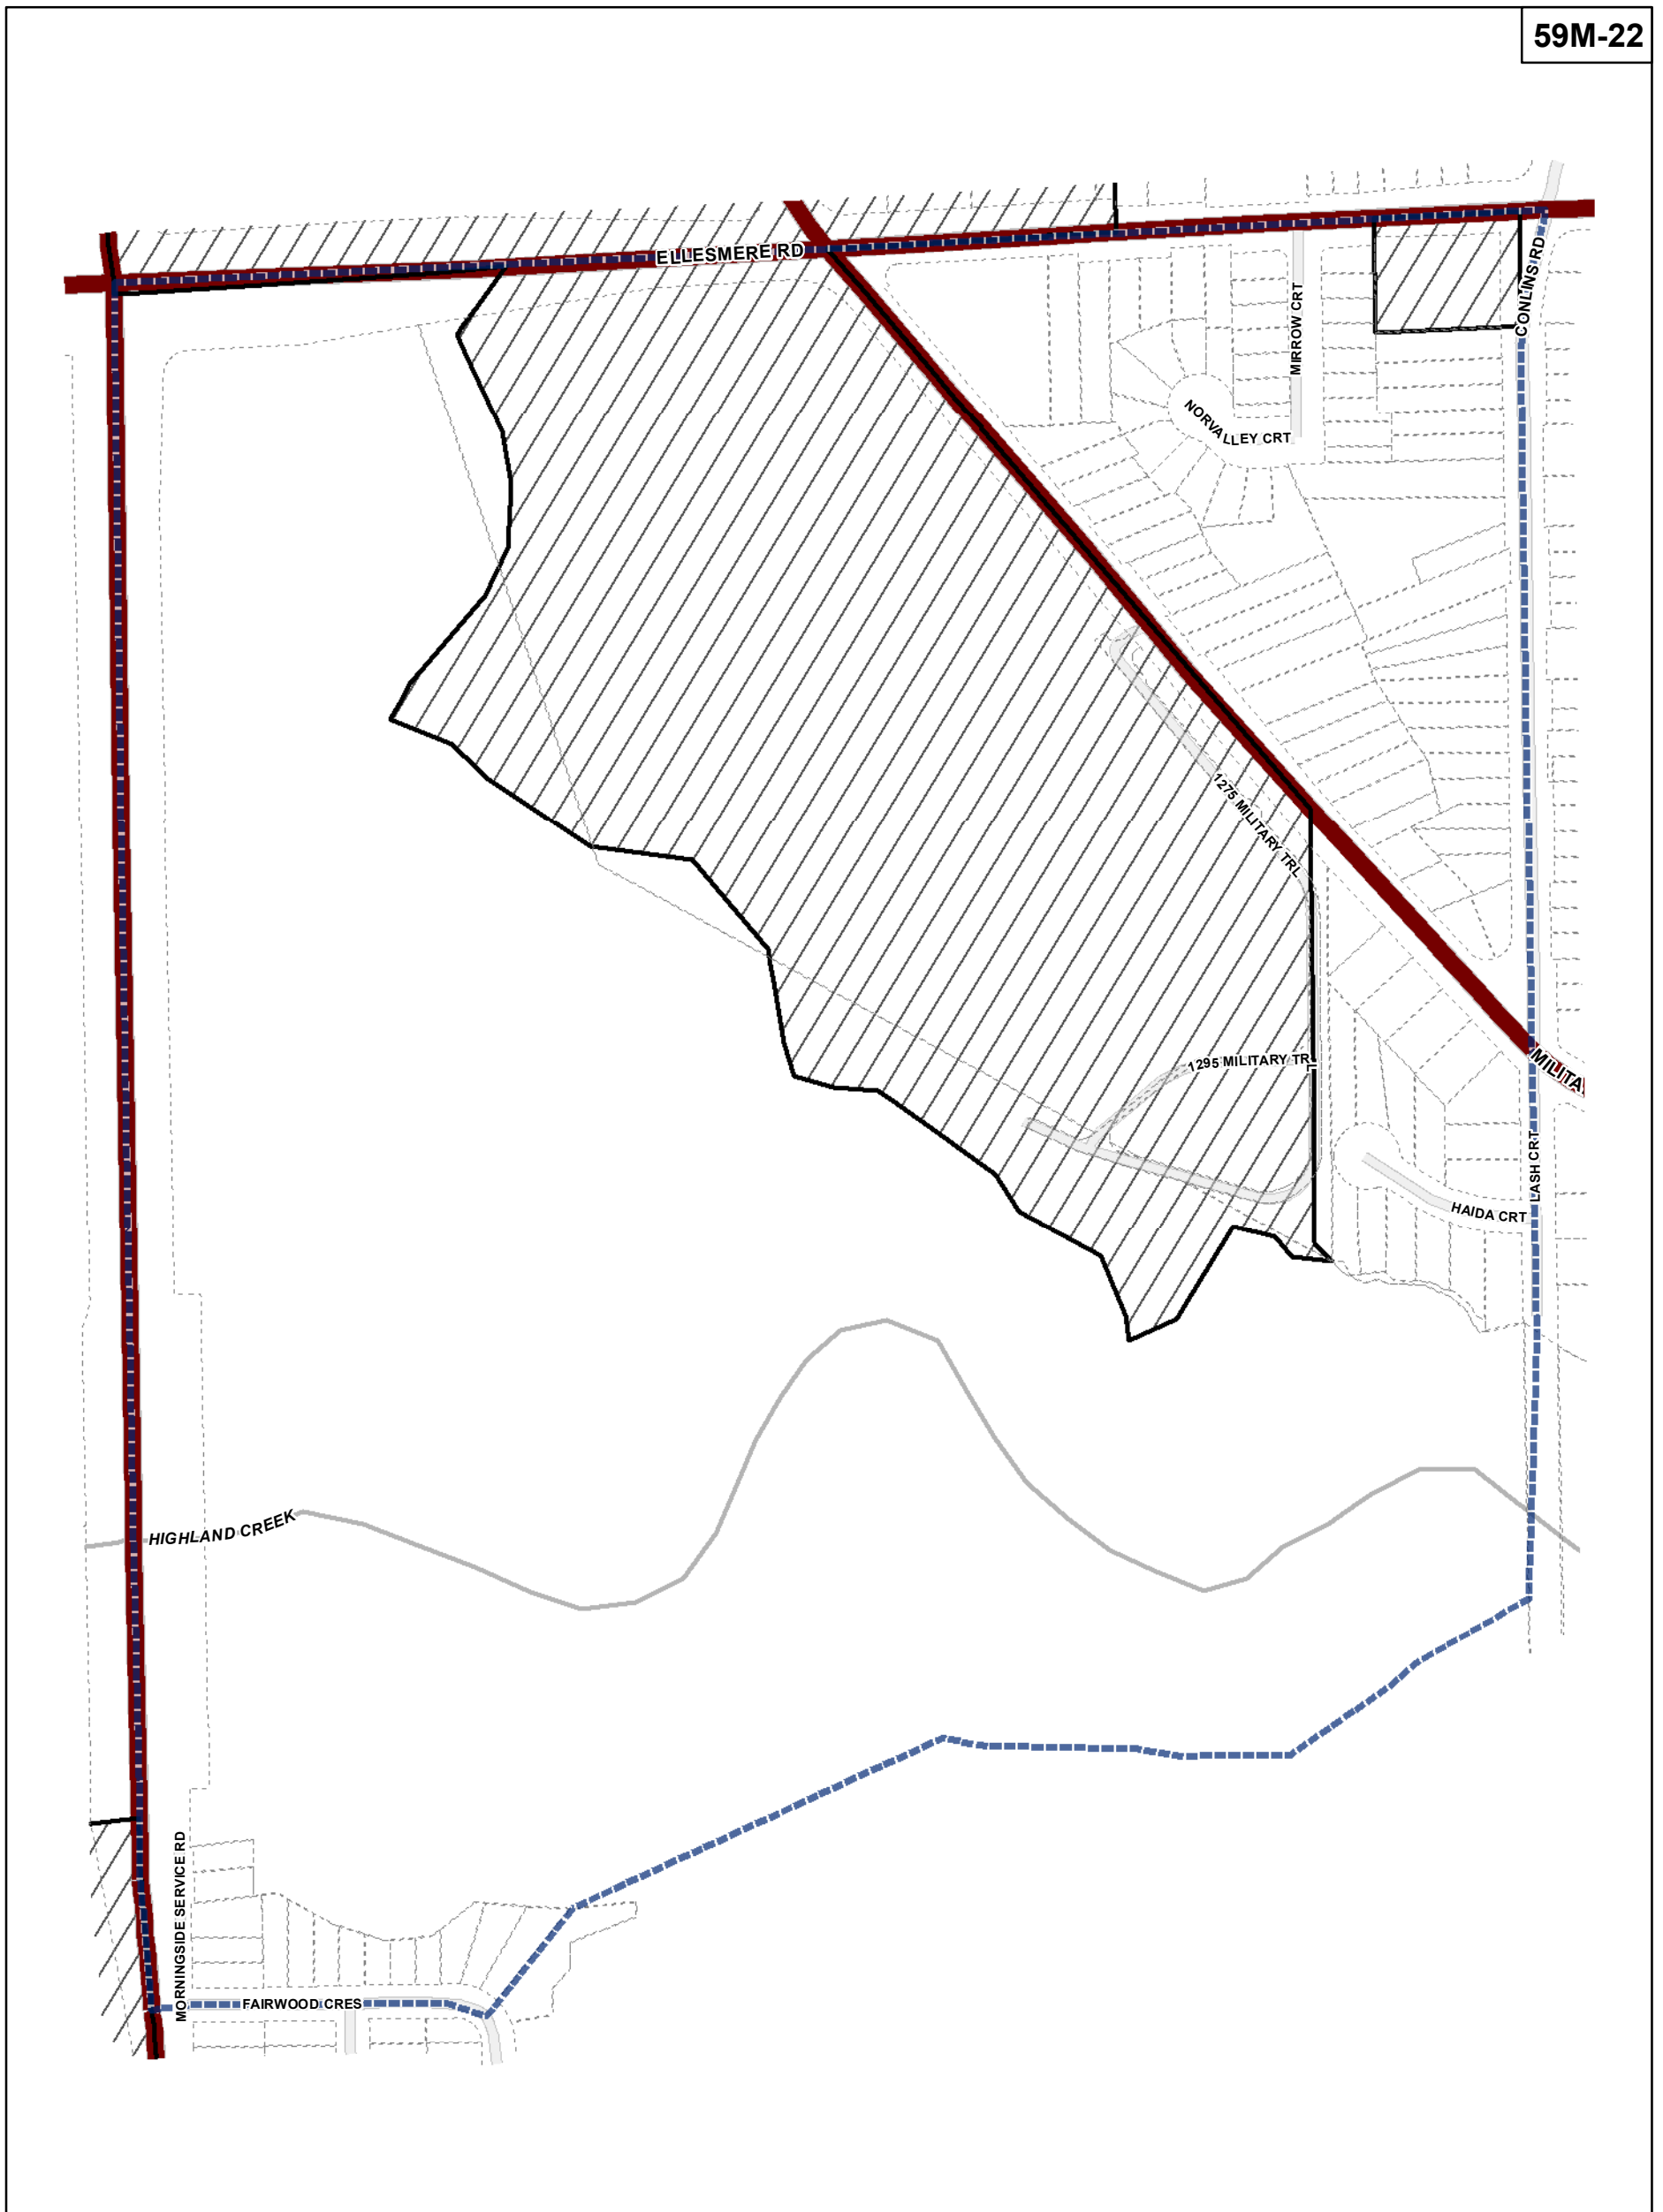 59M-22
ELLESMERE RD
CONLINS RD
MIRROW CRT
NORVALLEY CRT
1275 MILITARY TRL
1295 MILITARY TRL
MILITA
LASH CRT
HAIDA CRT
HIGHLAND CREEK
MORNINGSIDE SERVICE RD
FAIRWOOD CRES